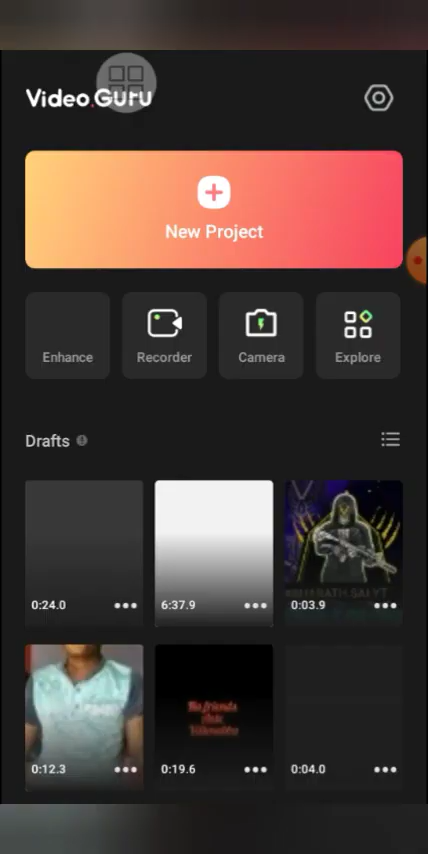 Video.Guru
New Project
Enhance
Recorder
Camera
Explore
Drafts
0:24.0
6:37.9
0:03.9
0:12.3
0:19.6
0:04.0